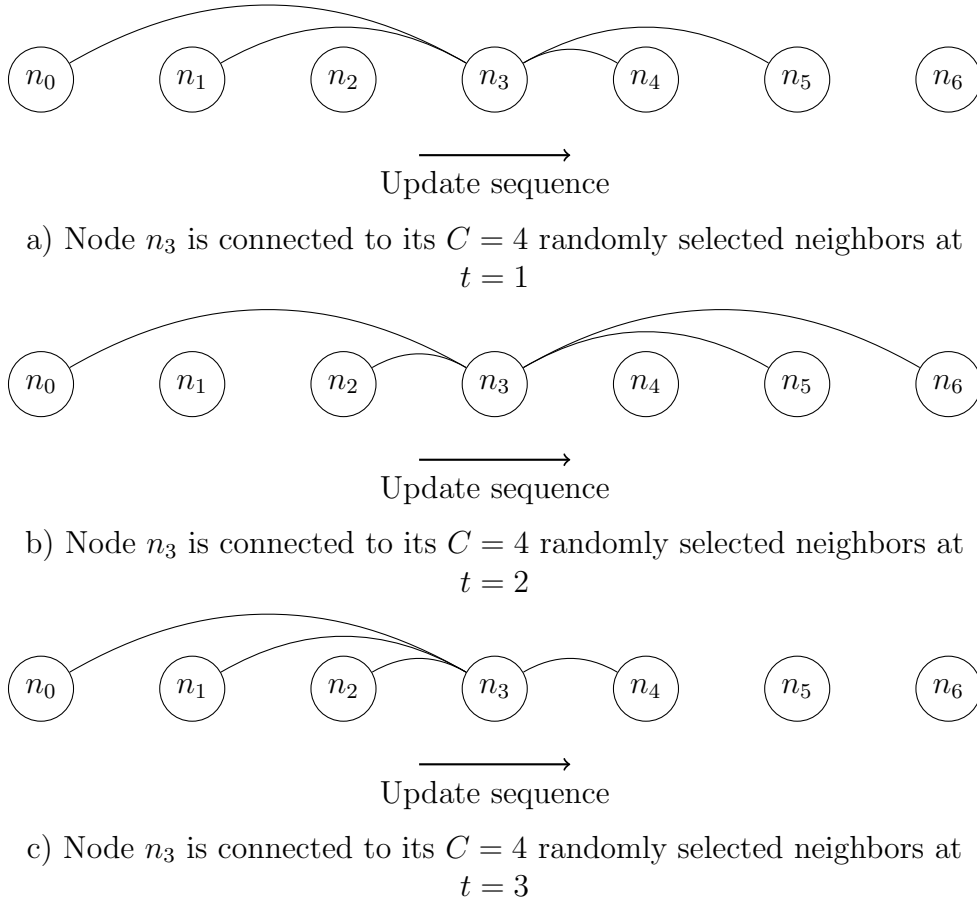 n₀ n₁ n₂ n₃ n₄ n₅ n₆
Update sequence
a) Node n₃ is connected to its C = 4 randomly selected neighbors at
t = 1
n₀ n₁ n₂ n₃ n₄ n₅ n₆
Update sequence
b) Node n₃ is connected to its C = 4 randomly selected neighbors at
t = 2
n₀ n₁ n₂ n₃ n₄ n₅ n₆
Update sequence
c) Node n₃ is connected to its C = 4 randomly selected neighbors at
t = 3